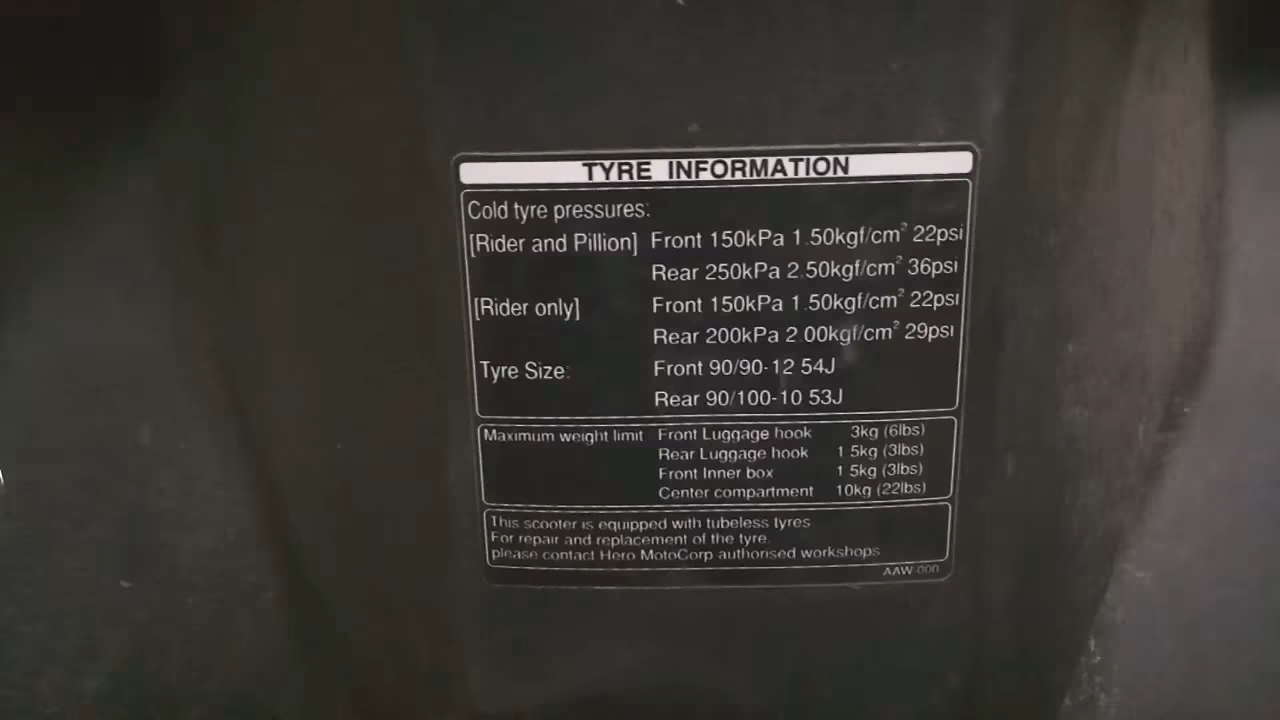 TYRE INFORMATION
Cold tyre pressures:
[Rider and Pillion] Front 150kPa 1.50kgf/cm² 22psi
Rear 250kPa 2.50kgf/cm² 36psi
[Rider only] Front 150kPa 1.50kgf/cm² 22psi
Rear 200kPa 2.00kgf/cm² 29psi
Tyre Size: Front 90/90-12 54J
Rear 90/100-10 53J
Maximum weight limit Front Luggage hook 3kg (6lbs)
Rear Luggage hook 1.5kg (3lbs)
Front Inner box 1.5kg (3lbs)
Center compartment 10kg (22lbs)
This scooter is equipped with tubeless tyres
For repair and replacement of the tyre.
please contact Hero MotoCorp authorised workshops
AAW-000